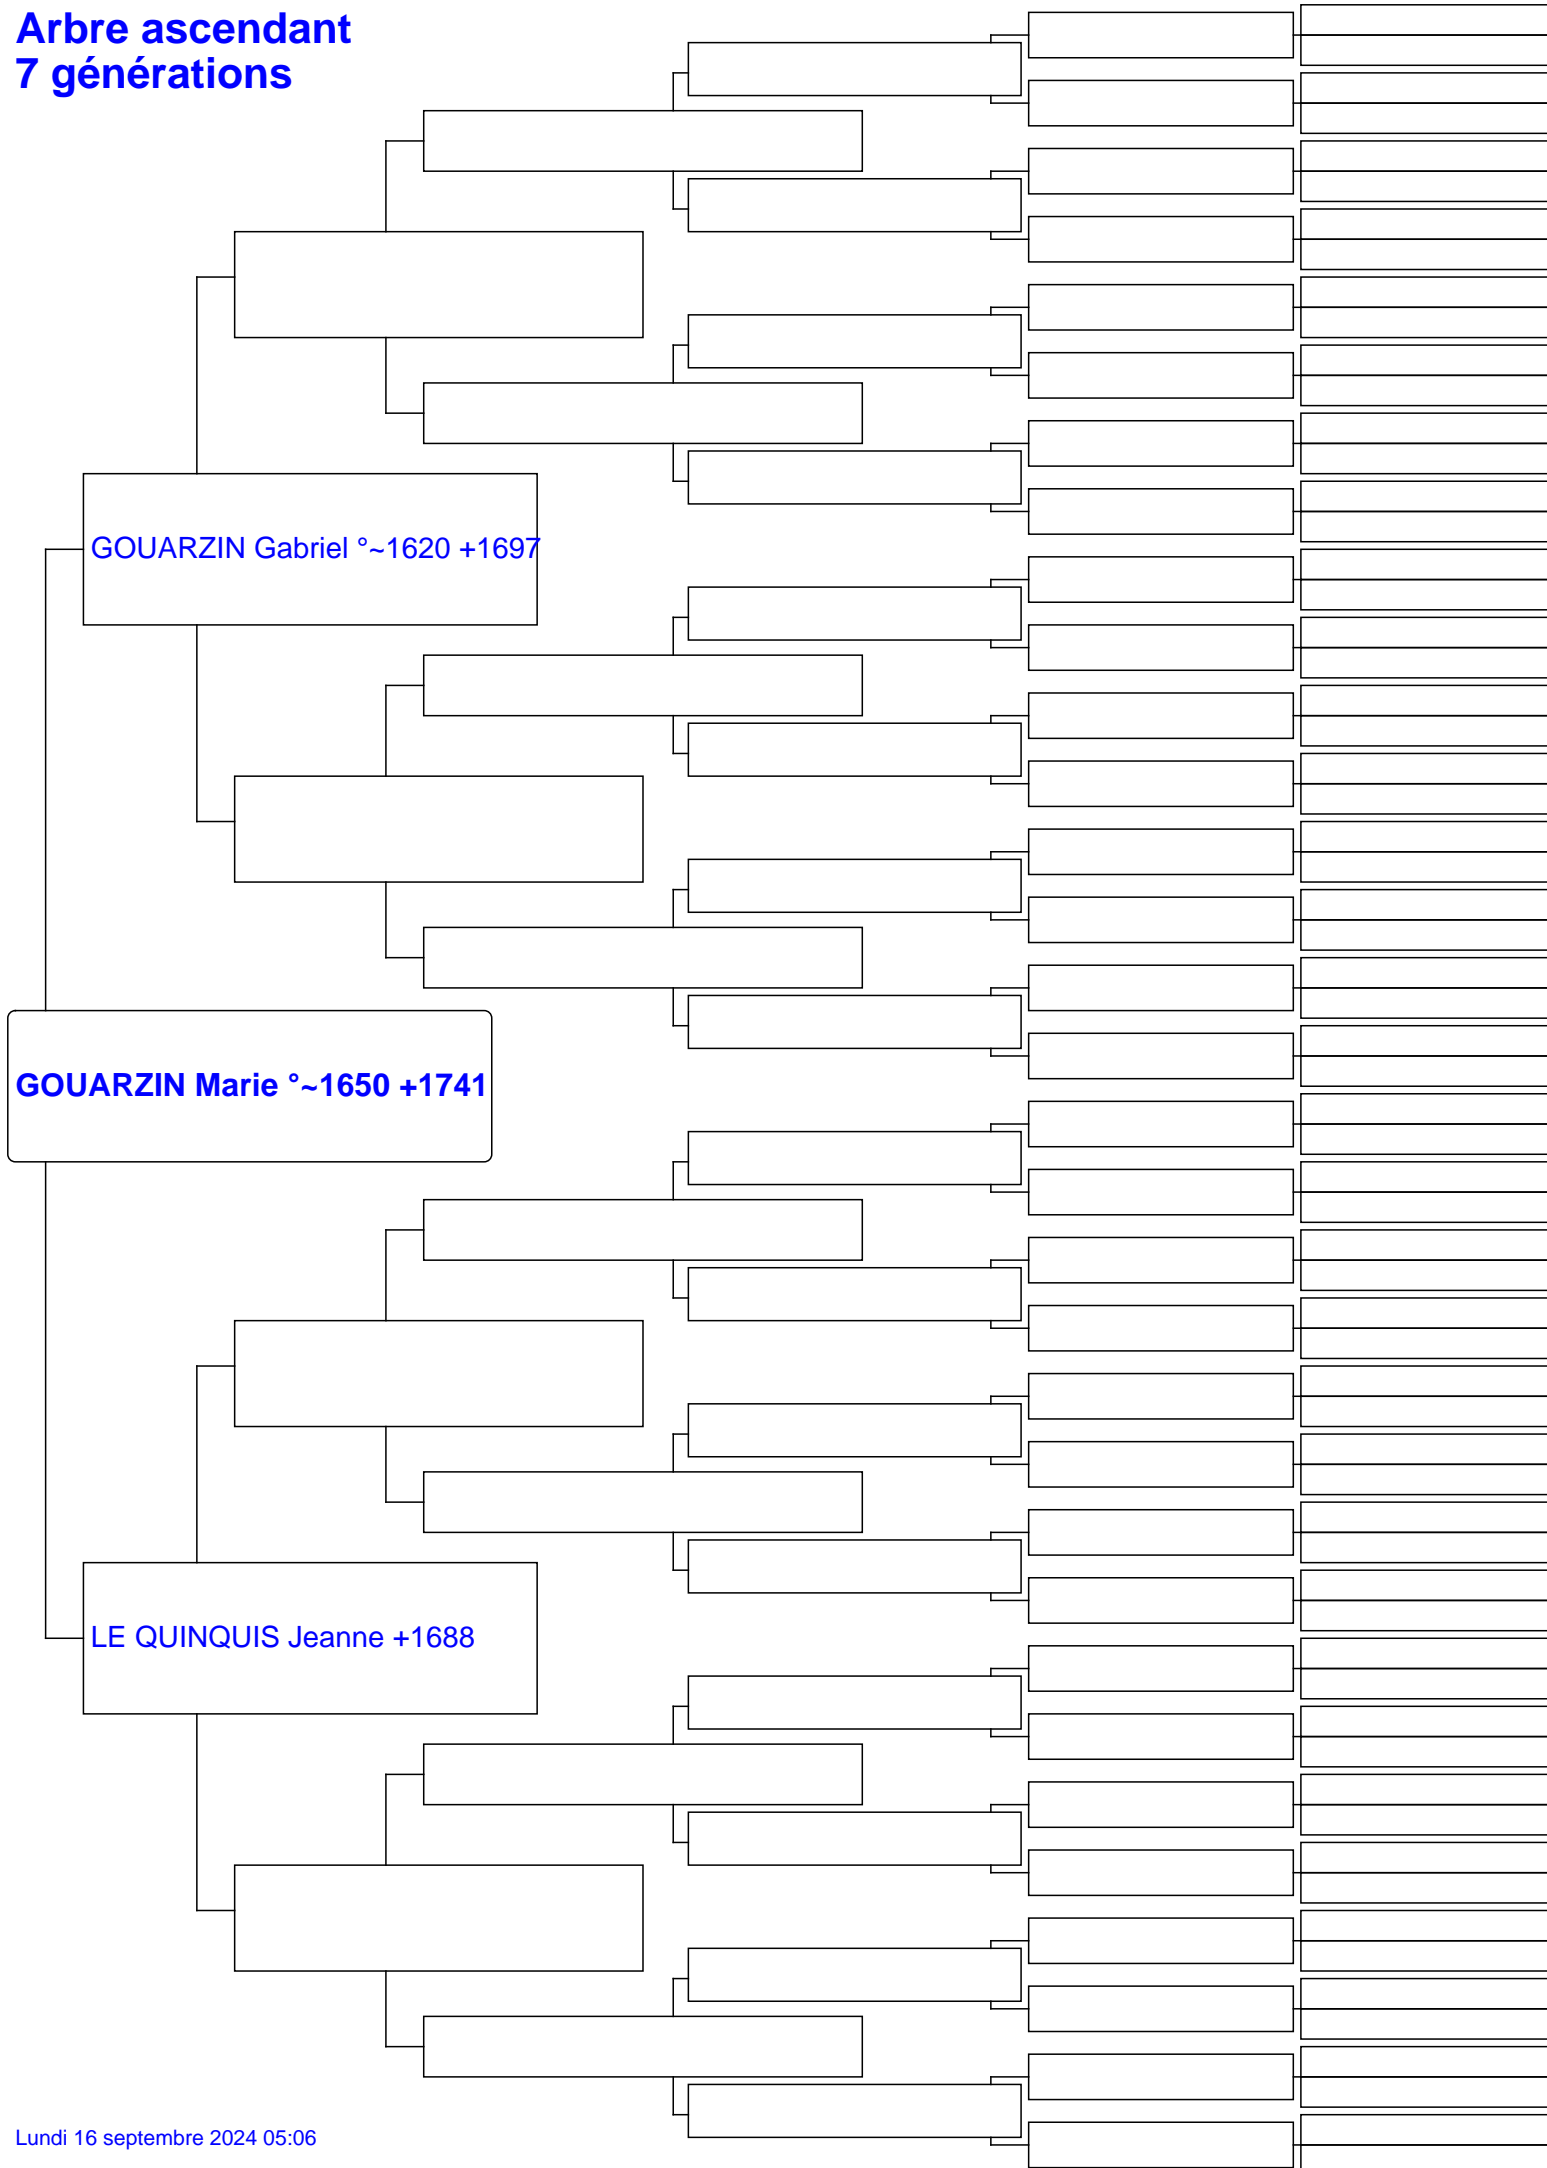 Arbre ascendant
7 générations
GOUARZIN Gabriel °~1620 +1697
GOUARZIN Marie °~1650 +1741
LE QUINQUIS Jeanne +1688
Lundi 16 septembre 2024 05:06